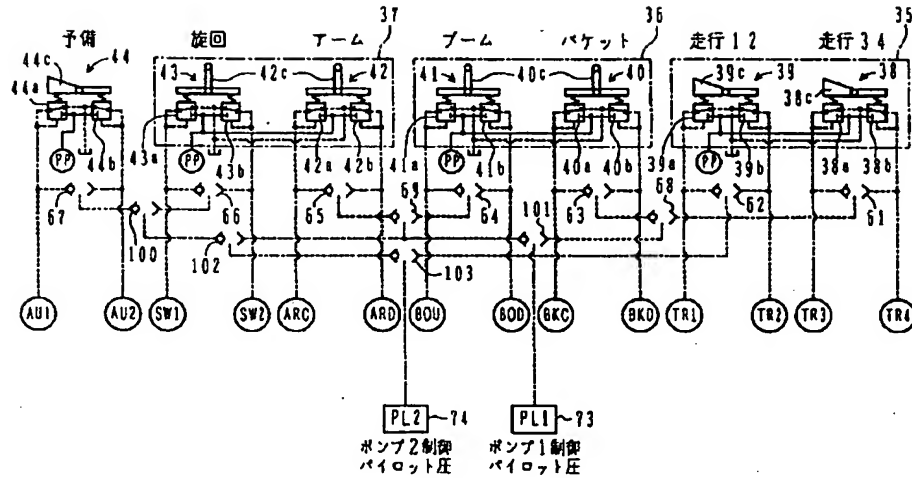 37
36
35
予備
旋回
アーム
ブーム
バケット
走行12
走行34
44c
44
43
42c
42
41
40c
40
39c
39
38c
38
44a
44b
43a
43b
42a
42b
41a
41b
40a
40b
39a
39b
38a
38b
PP
PP
PP
67
66
65
69
64
63
101
68
62
61
100
102
103
AU1
AU2
SW1
SW2
ARC
ARD
BOU
BOD
BKC
BKD
TR1
TR2
TR3
TR4
PL2
74
PL1
73
ポンプ2制御
パイロット圧
ポンプ1制御
パイロット圧